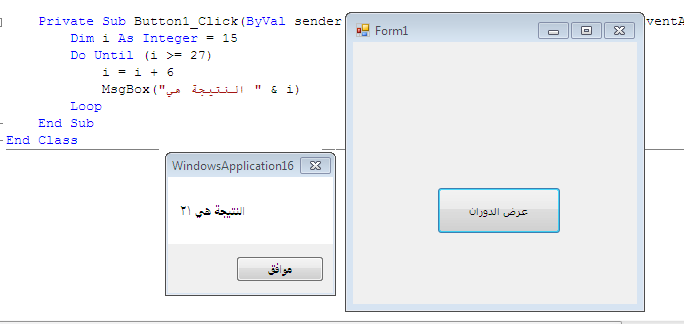 Private Sub Button1_Click(ByVal sender
ventA
Dim i As Integer = 15
Do Until (i >= 27)
i = i + 6
MsgBox("النتيجة هي " & i)
Loop
End Sub
End Class
Form1
عرض الدوران
WindowsApplication16
النتيجة هي ٢١
موافق